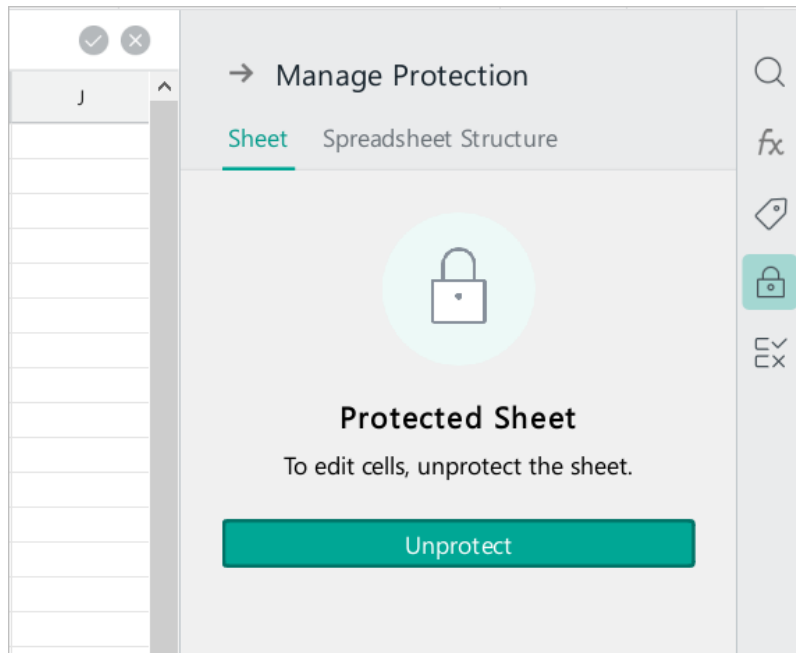 J
Manage Protection
Sheet Spreadsheet Structure
fx
Protected Sheet
To edit cells, unprotect the sheet.
Unprotect